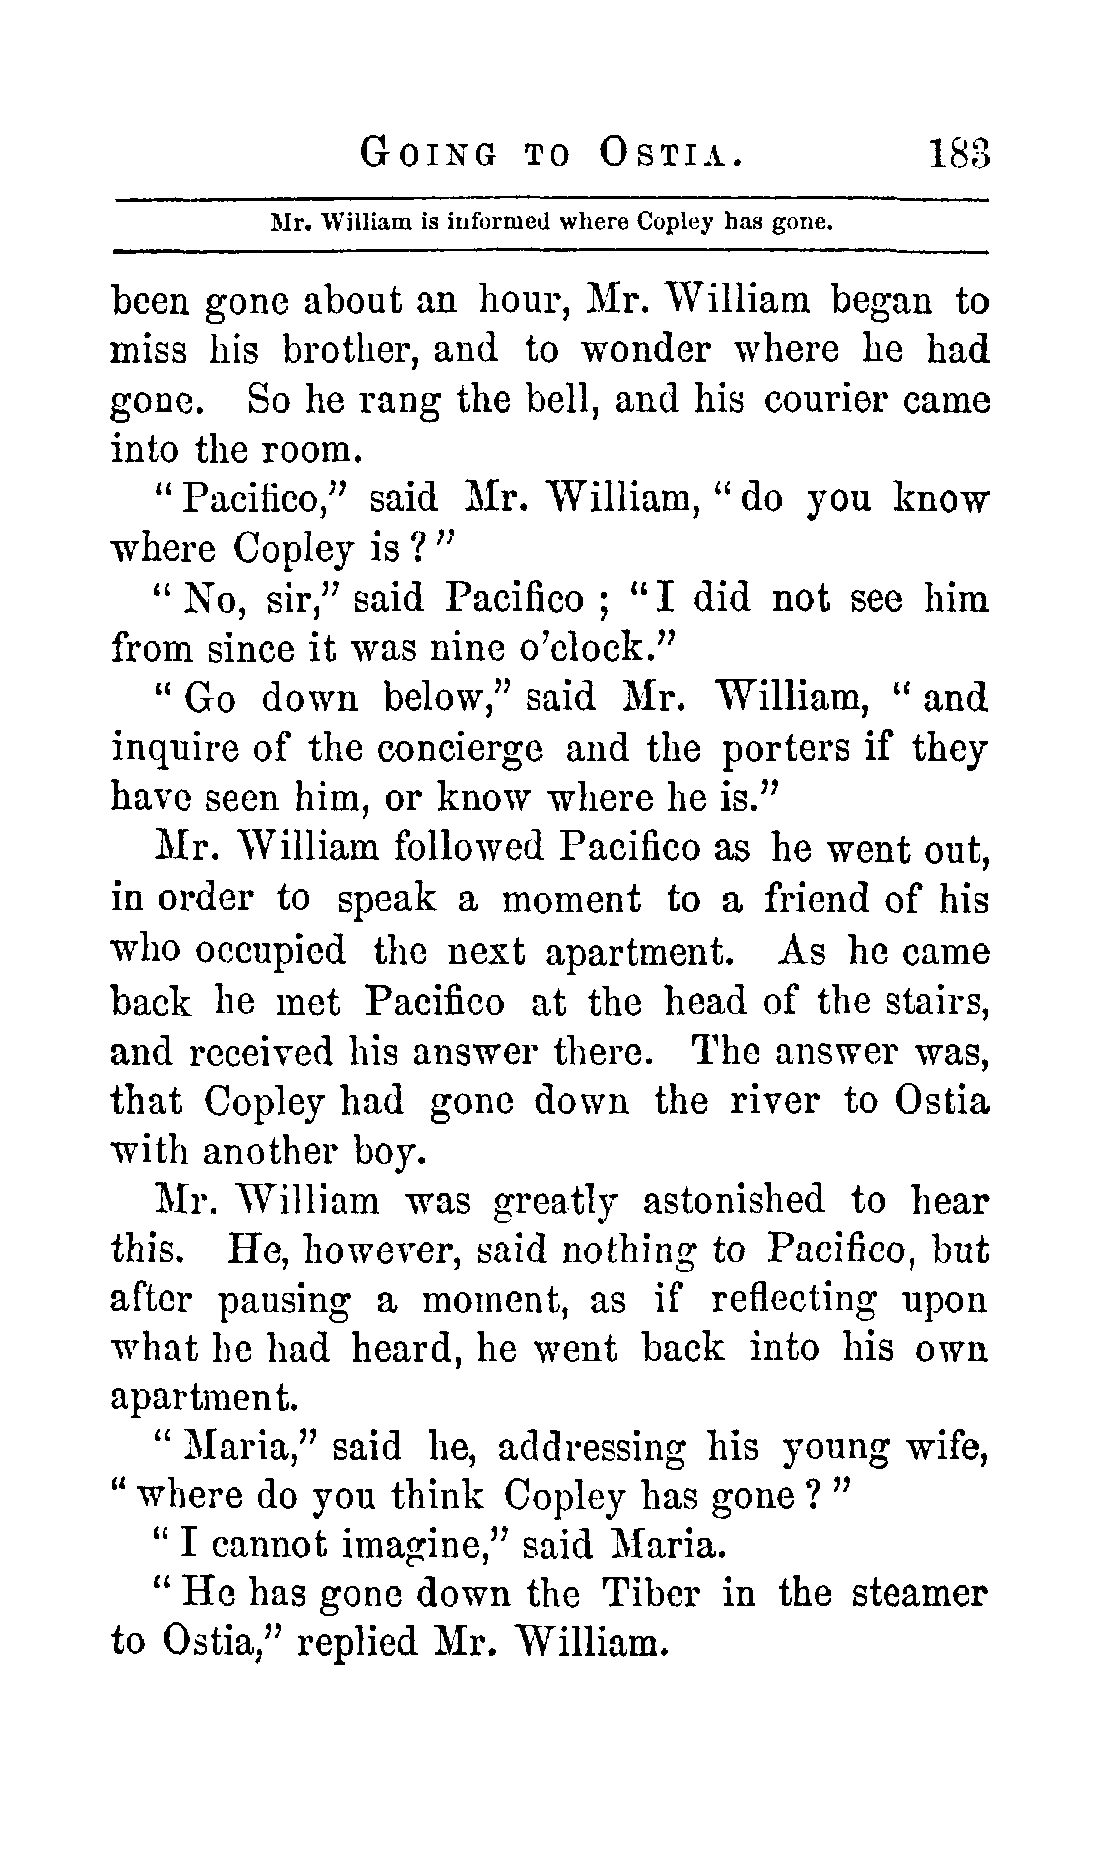 GOING TO OSTIA. 183
Mr. William is informed where Copley has gone.
been gone about an hour, Mr. William began to
miss his brother, and to wonder where he had
gone. So he rang the bell, and his courier came
into the room.
“Pacifico,” said Mr. William, “do you know
where Copley is?”
“No, sir,” said Pacifico; “I did not see him
from since it was nine o’clock.”
“Go down below,” said Mr. William, “and
inquire of the concierge and the porters if they
have seen him, or know where he is.”
Mr. William followed Pacifico as he went out,
in order to speak a moment to a friend of his
who occupied the next apartment. As he came
back he met Pacifico at the head of the stairs,
and received his answer there. The answer was,
that Copley had gone down the river to Ostia
with another boy.
Mr. William was greatly astonished to hear
this. He, however, said nothing to Pacifico, but
after pausing a moment, as if reflecting upon
what he had heard, he went back into his own
apartment.
“Maria,” said he, addressing his young wife,
“where do you think Copley has gone?”
“I cannot imagine,” said Maria.
“He has gone down the Tiber in the steamer
to Ostia,” replied Mr. William.